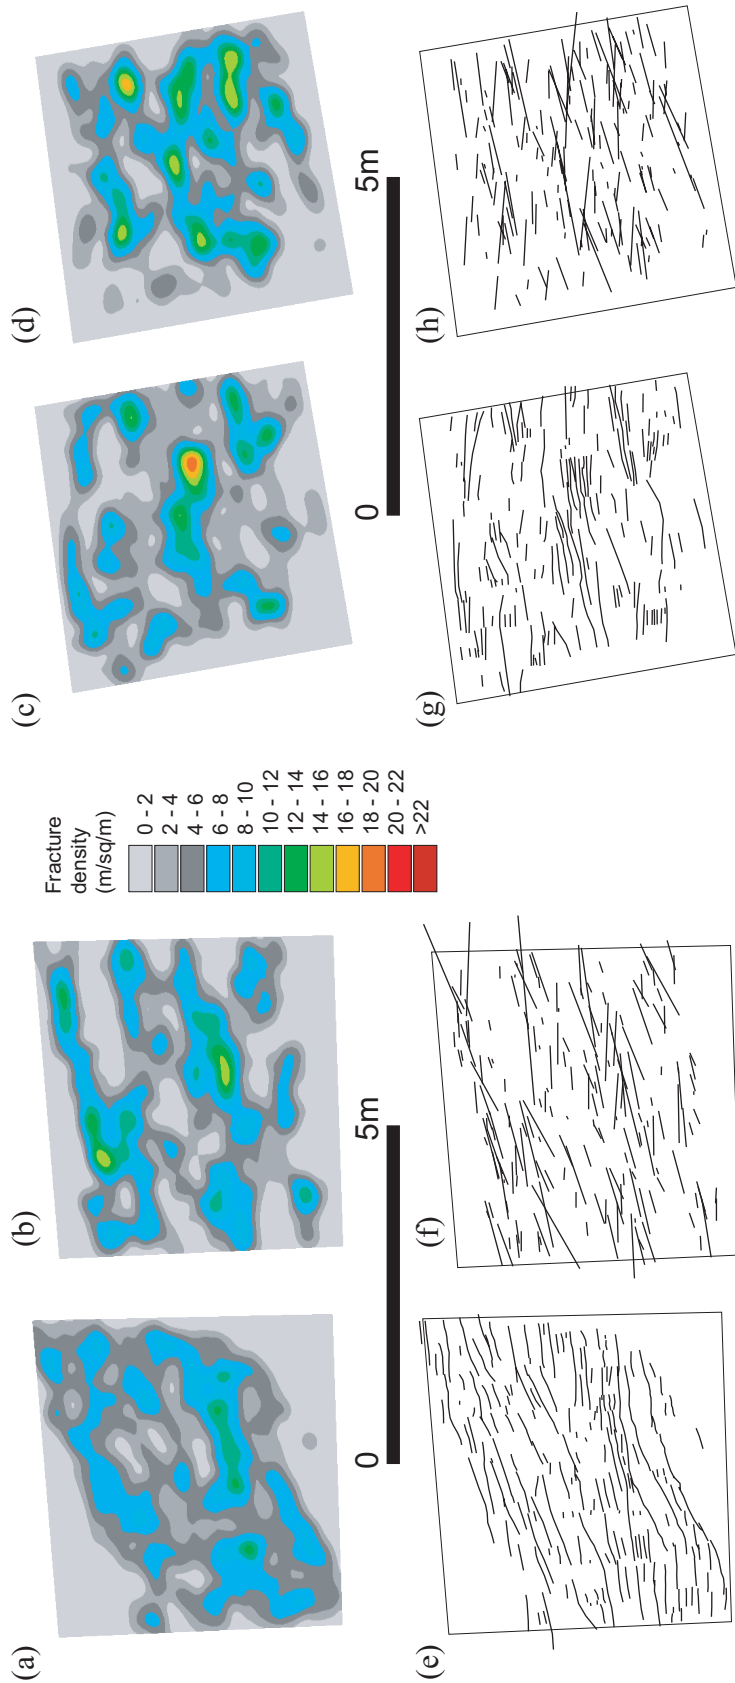 (a)
(b)
(c)
(d)
Fracture
density
(m/sq/m)
0 - 2
2 - 4
4 - 6
6 - 8
8 - 10
10 - 12
12 - 14
14 - 16
16 - 18
18 - 20
20 - 22
>22
0
5m
0
5m
(e)
(f)
(g)
(h)